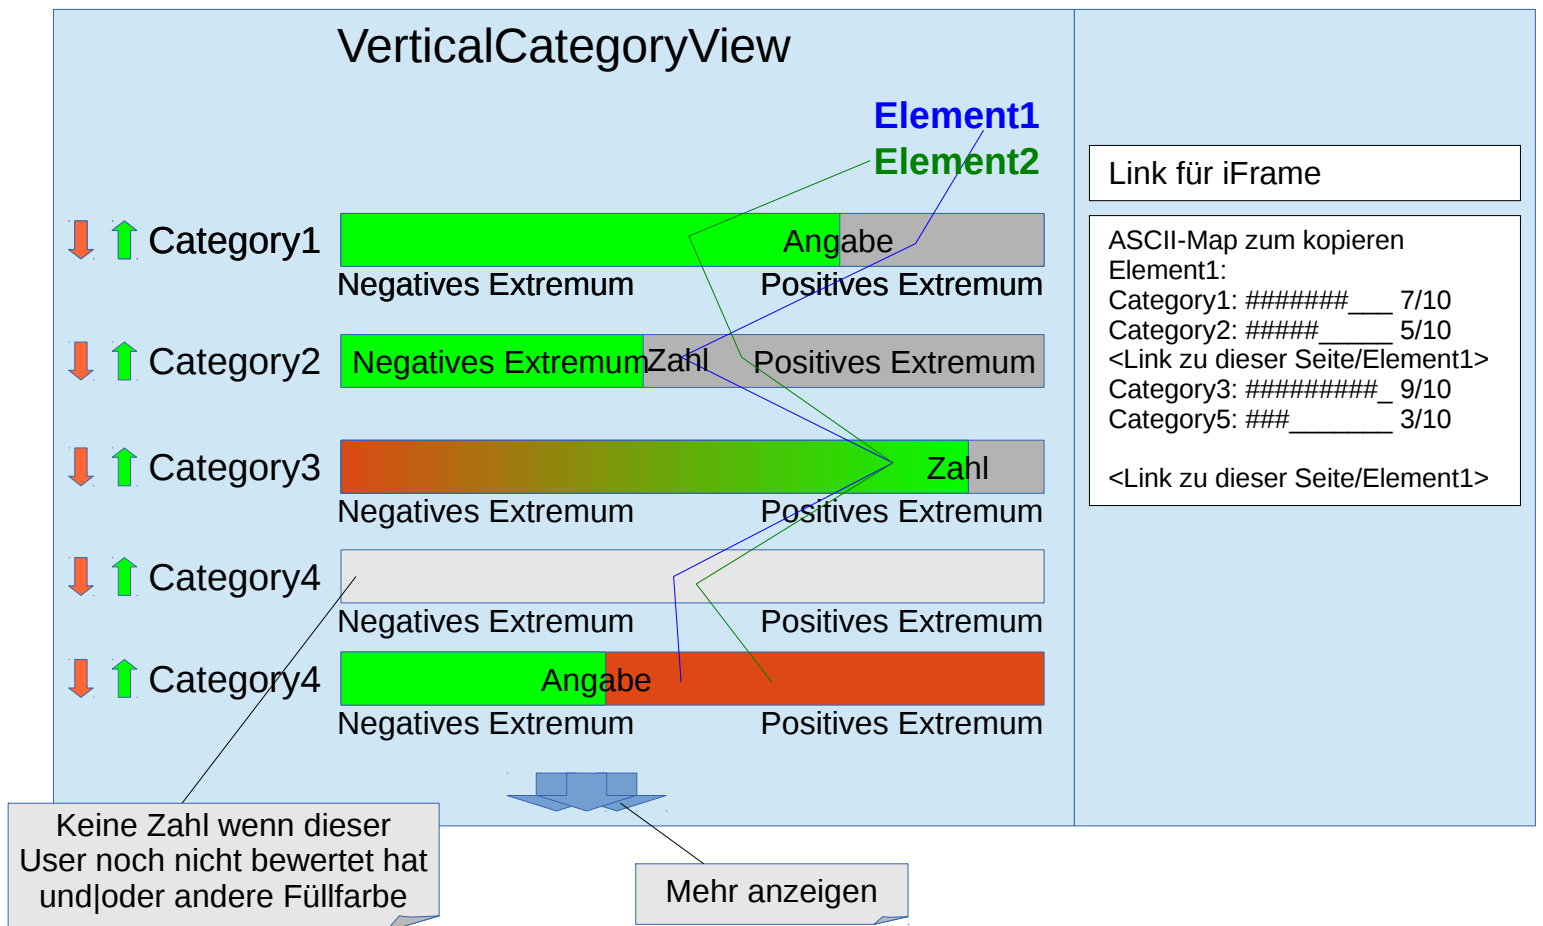 VerticalCategoryView
Element1
Element2
Category1
Angabe
Negatives Extremum Positives Extremum
Category2
Negatives Extremum Zahl Positives Extremum
Category3
Zahl
Negatives Extremum Positives Extremum
Category4
Negatives Extremum Positives Extremum
Category4
Angabe
Negatives Extremum Positives Extremum
Keine Zahl wenn dieser
User noch nicht bewertet hat
und|oder andere Füllfarbe
Mehr anzeigen
Link für iFrame
ASCII-Map zum kopieren
Element1:
Category1: #######___ 7/10
Category2: #####_____ 5/10
<Link zu dieser Seite/Element1>
Category3: #########_ 9/10
Category5: ###_______ 3/10
<Link zu dieser Seite/Element1>